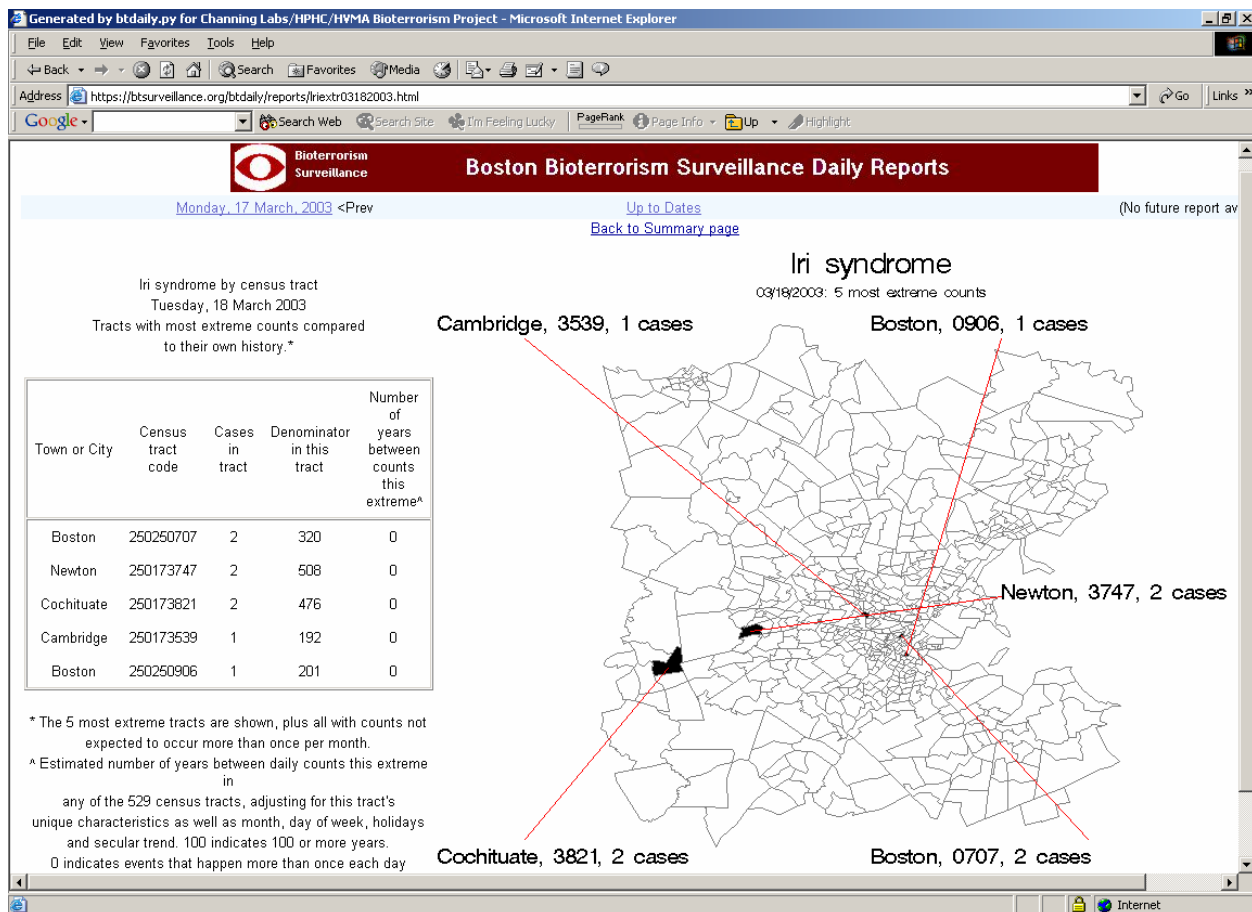 Generated by btdaily.py for Channing Labs/HPHC/HVMA Bioterrorism Project - Microsoft Internet Explorer
File Edit View Favorites Tools Help
Back Search Favorites Media
Address https://btsurveillance.org/btdaily/reports/lriextr03182003.html Go Links »
Google Search Web Search Site I'm Feeling Lucky PageRank Page Info Up Highlight
Bioterrorism
Surveillance
Boston Bioterrorism Surveillance Daily Reports
Monday, 17 March, 2003 <Prev Up to Dates (No future report av
Back to Summary page
lri syndrome by census tract
Tuesday, 18 March 2003
Tracts with most extreme counts compared
to their own history.*
Town or City Census tract code Cases in tract Denominator in this tract Number of years between counts this extreme^
Boston 250250707 2 320 0
Newton 250173747 2 508 0
Cochituate 250173821 2 476 0
Cambridge 250173539 1 192 0
Boston 250250906 1 201 0
* The 5 most extreme tracts are shown, plus all with counts not
expected to occur more than once per month.
^ Estimated number of years between daily counts this extreme
in
any of the 529 census tracts, adjusting for this tract's
unique characteristics as well as month, day of week, holidays
and secular trend. 100 indicates 100 or more years.
0 indicates events that happen more than once each day
lri syndrome
03/18/2003: 5 most extreme counts
Cambridge, 3539, 1 cases
Boston, 0906, 1 cases
Newton, 3747, 2 cases
Cochituate, 3821, 2 cases
Boston, 0707, 2 cases
Internet